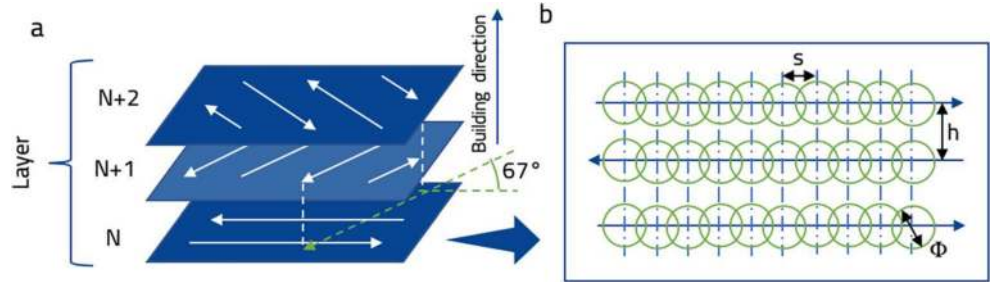 a
Layer
N+2
N+1
N
Building direction
67°
b
s
h
Φ